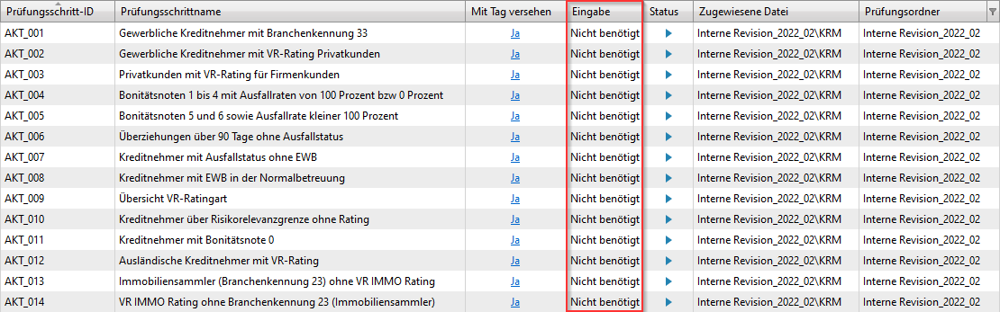 Prüfungsschritt-ID Prüfungsschrittname Mit Tag versehen Eingabe Status Zugewiesene Datei Prüfungsordner
AKT_001 Gewerbliche Kreditnehmer mit Branchenkennung 33 Ja Nicht benötigt Interne Revision_2022_02\KRM Interne Revision_2022_02
AKT_002 Gewerbliche Kreditnehmer mit VR-Rating Privatkunden Ja Nicht benötigt Interne Revision_2022_02\KRM Interne Revision_2022_02
AKT_003 Privatkunden mit VR-Rating für Firmenkunden Ja Nicht benötigt Interne Revision_2022_02\KRM Interne Revision_2022_02
AKT_004 Bonitätsnoten 1 bis 4 mit Ausfallraten von 100 Prozent bzw 0 Prozent Ja Nicht benötigt Interne Revision_2022_02\KRM Interne Revision_2022_02
AKT_005 Bonitätsnoten 5 und 6 sowie Ausfallrate kleiner 100 Prozent Ja Nicht benötigt Interne Revision_2022_02\KRM Interne Revision_2022_02
AKT_006 Überziehungen über 90 Tage ohne Ausfallstatus Ja Nicht benötigt Interne Revision_2022_02\KRM Interne Revision_2022_02
AKT_007 Kreditnehmer mit Ausfallstatus ohne EWB Ja Nicht benötigt Interne Revision_2022_02\KRM Interne Revision_2022_02
AKT_008 Kreditnehmer mit EWB in der Normalbetreuung Ja Nicht benötigt Interne Revision_2022_02\KRM Interne Revision_2022_02
AKT_009 Übersicht VR-Ratingart Ja Nicht benötigt Interne Revision_2022_02\KRM Interne Revision_2022_02
AKT_010 Kreditnehmer über Risikorelevanzgrenze ohne Rating Ja Nicht benötigt Interne Revision_2022_02\KRM Interne Revision_2022_02
AKT_011 Kreditnehmer mit Bonitätsnote 0 Ja Nicht benötigt Interne Revision_2022_02\KRM Interne Revision_2022_02
AKT_012 Ausländische Kreditnehmer mit VR-Rating Ja Nicht benötigt Interne Revision_2022_02\KRM Interne Revision_2022_02
AKT_013 Immobiliensammler (Branchenkennung 23) ohne VR IMMO Rating Ja Nicht benötigt Interne Revision_2022_02\KRM Interne Revision_2022_02
AKT_014 VR IMMO Rating ohne Branchenkennung 23 (Immobiliensammler) Ja Nicht benötigt Interne Revision_2022_02\KRM Interne Revision_2022_02